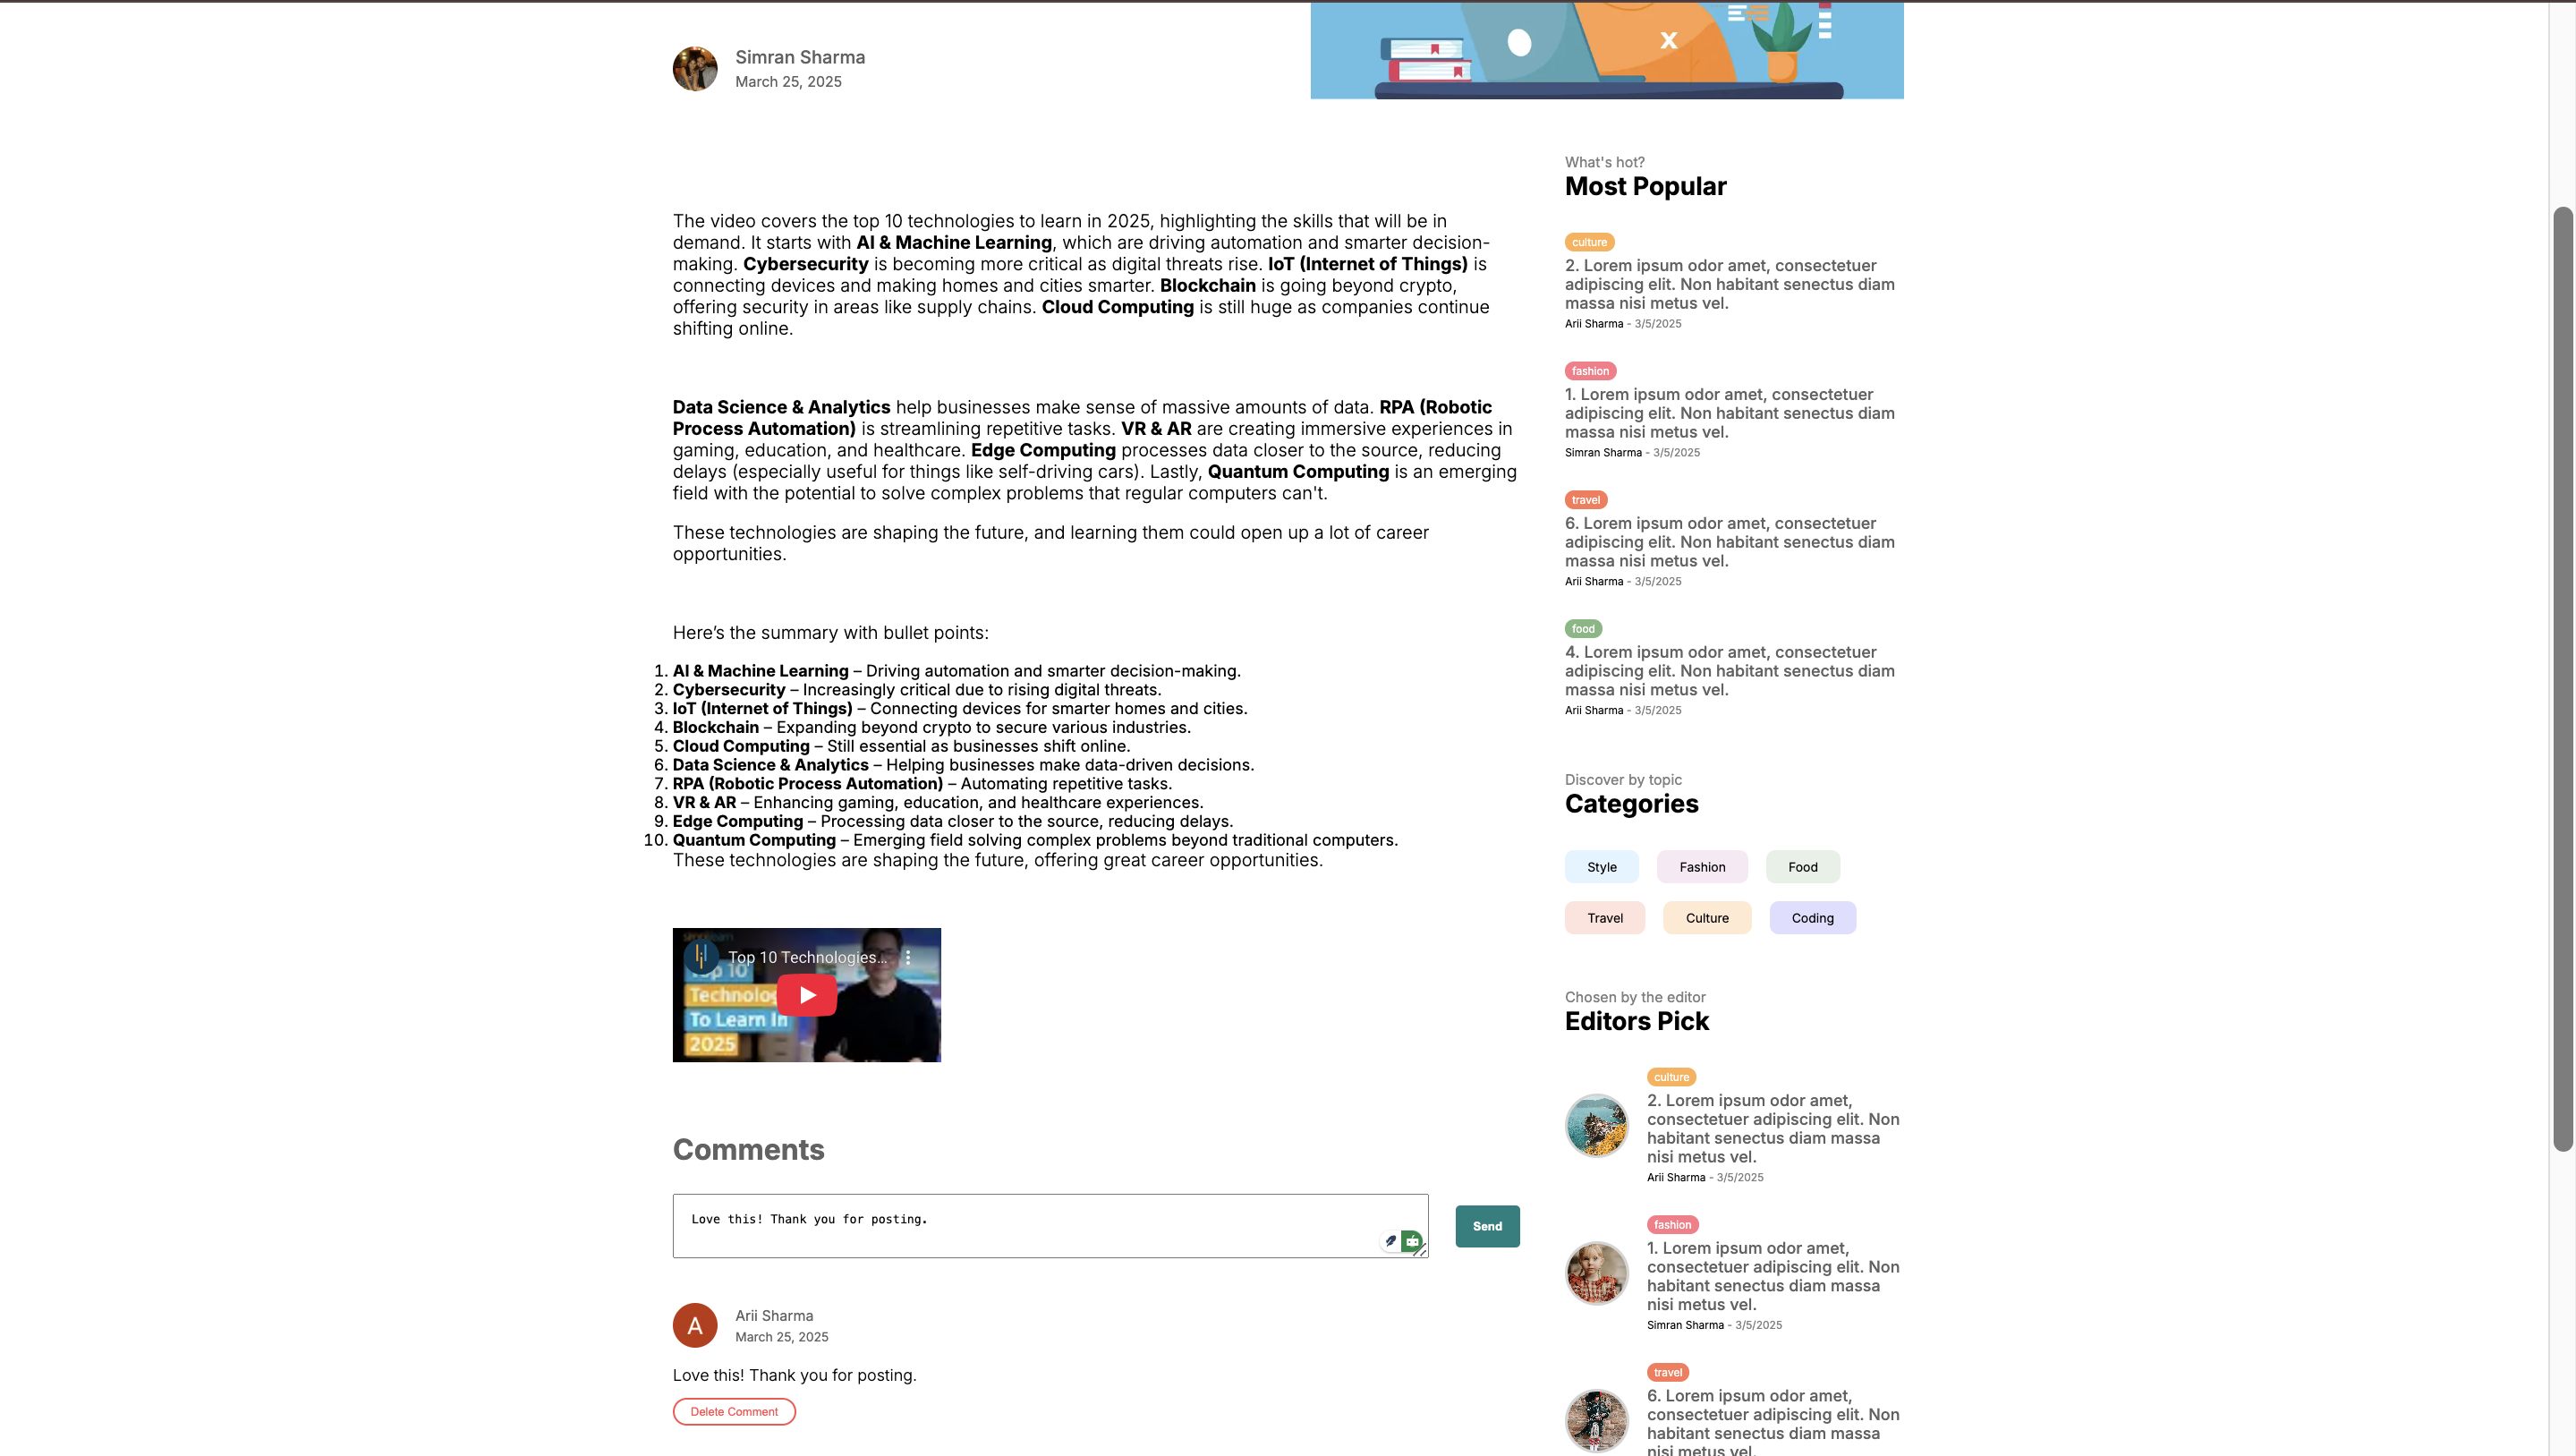 Simran Sharma
March 25, 2025
The video covers the top 10 technologies to learn in 2025, highlighting the skills that will be in
demand. It starts with AI & Machine Learning, which are driving automation and smarter decision-
making. Cybersecurity is becoming more critical as digital threats rise. IoT (Internet of Things) is
connecting devices and making homes and cities smarter. Blockchain is going beyond crypto,
offering security in areas like supply chains. Cloud Computing is still huge as companies continue
shifting online.
Data Science & Analytics help businesses make sense of massive amounts of data. RPA (Robotic
Process Automation) is streamlining repetitive tasks. VR & AR are creating immersive experiences in
gaming, education, and healthcare. Edge Computing processes data closer to the source, reducing
delays (especially useful for things like self-driving cars). Lastly, Quantum Computing is an emerging
field with the potential to solve complex problems that regular computers can't.
These technologies are shaping the future, and learning them could open up a lot of career
opportunities.
Here’s the summary with bullet points:
1. AI & Machine Learning – Driving automation and smarter decision-making.
2. Cybersecurity – Increasingly critical due to rising digital threats.
3. IoT (Internet of Things) – Connecting devices for smarter homes and cities.
4. Blockchain – Expanding beyond crypto to secure various industries.
5. Cloud Computing – Still essential as businesses shift online.
6. Data Science & Analytics – Helping businesses make data-driven decisions.
7. RPA (Robotic Process Automation) – Automating repetitive tasks.
8. VR & AR – Enhancing gaming, education, and healthcare experiences.
9. Edge Computing – Processing data closer to the source, reducing delays.
10. Quantum Computing – Emerging field solving complex problems beyond traditional computers.
These technologies are shaping the future, offering great career opportunities.
Top 10 Technologies...
Top 10
To Learn In
2025
Comments
Love this! Thank you for posting.
Send
A
Arii Sharma
March 25, 2025
Love this! Thank you for posting.
Delete Comment
X
What's hot?
Most Popular
culture
2. Lorem ipsum odor amet, consectetuer
adipiscing elit. Non habitant senectus diam
massa nisi metus vel.
Arii Sharma - 3/5/2025
fashion
1. Lorem ipsum odor amet, consectetuer
adipiscing elit. Non habitant senectus diam
massa nisi metus vel.
Simran Sharma - 3/5/2025
travel
6. Lorem ipsum odor amet, consectetuer
adipiscing elit. Non habitant senectus diam
massa nisi metus vel.
Arii Sharma - 3/5/2025
food
4. Lorem ipsum odor amet, consectetuer
adipiscing elit. Non habitant senectus diam
massa nisi metus vel.
Arii Sharma - 3/5/2025
Discover by topic
Categories
Style Fashion Food
Travel Culture Coding
Chosen by the editor
Editors Pick
culture
2. Lorem ipsum odor amet,
consectetuer adipiscing elit. Non
habitant senectus diam massa
nisi metus vel.
Arii Sharma - 3/5/2025
fashion
1. Lorem ipsum odor amet,
consectetuer adipiscing elit. Non
habitant senectus diam massa
nisi metus vel.
Simran Sharma - 3/5/2025
travel
6. Lorem ipsum odor amet,
consectetuer adipiscing elit. Non
habitant senectus diam massa
nisi metus vel.